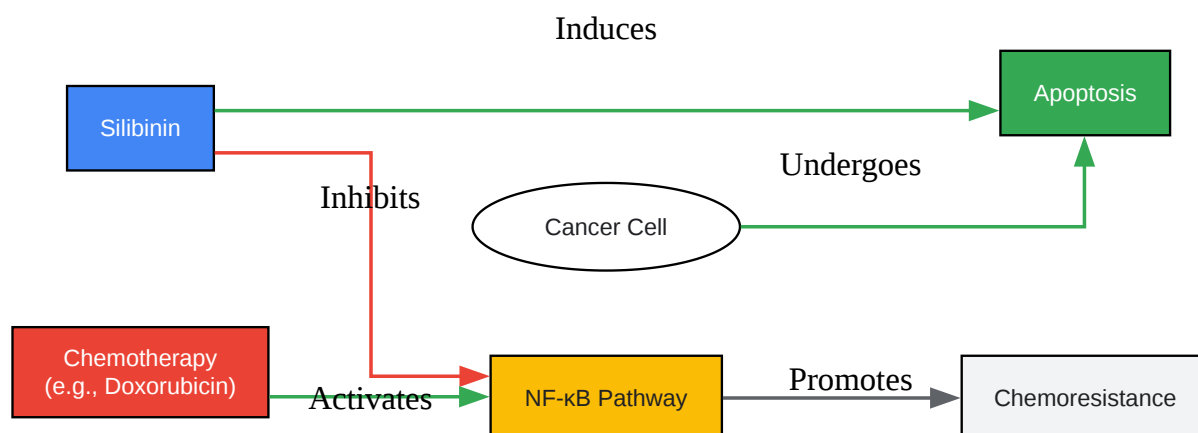 Induces
Apoptosis
Silibinin
Undergoes
Inhibits
Cancer Cell
Chemotherapy
(e.g., Doxorubicin)
Activates
NF-κB Pathway
Promotes
Chemoresistance